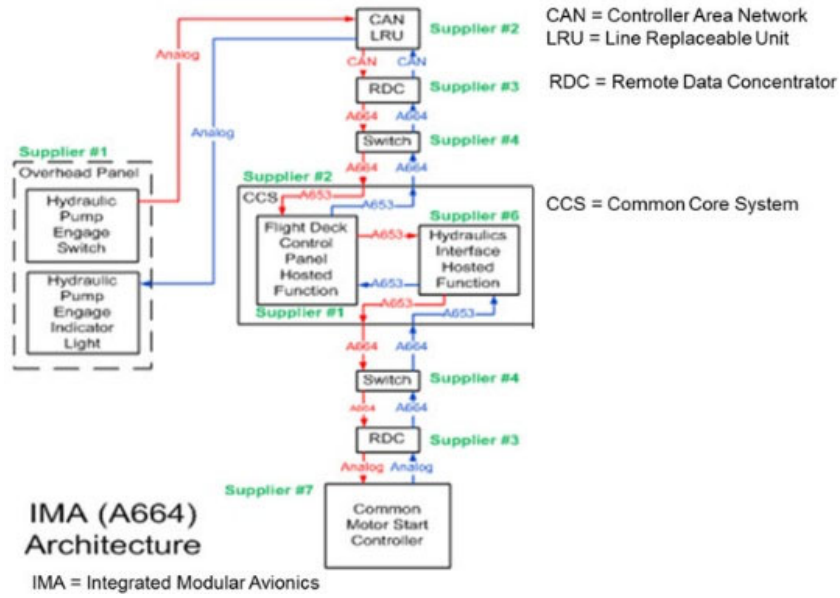 CAN
LRU
Supplier #2
CAN = Controller Area Network
LRU = Line Replaceable Unit
Analog
CAN
CAN
RDC
Supplier #3
RDC = Remote Data Concentrator
A664
A664
Analog
Switch
Supplier #4
Supplier #1
A664
A664
Overhead Panel
Supplier #2
Hydraulic
Pump
Engage
Switch
CCS
A653
A653
Supplier #6
CCS = Common Core System
Flight Deck
Control
Panel
Hosted
Function
A653
Hydraulics
Interface
Hosted
Function
Hydraulic
Pump
Engage
Indicator
Light
A653
A653
Supplier #1
A653
A664
A664
Switch
Supplier #4
A664
A664
RDC
Supplier #3
Analog
Analog
Supplier #7
Common
Motor Start
Controller
IMA (A664)
Architecture
IMA = Integrated Modular Avionics